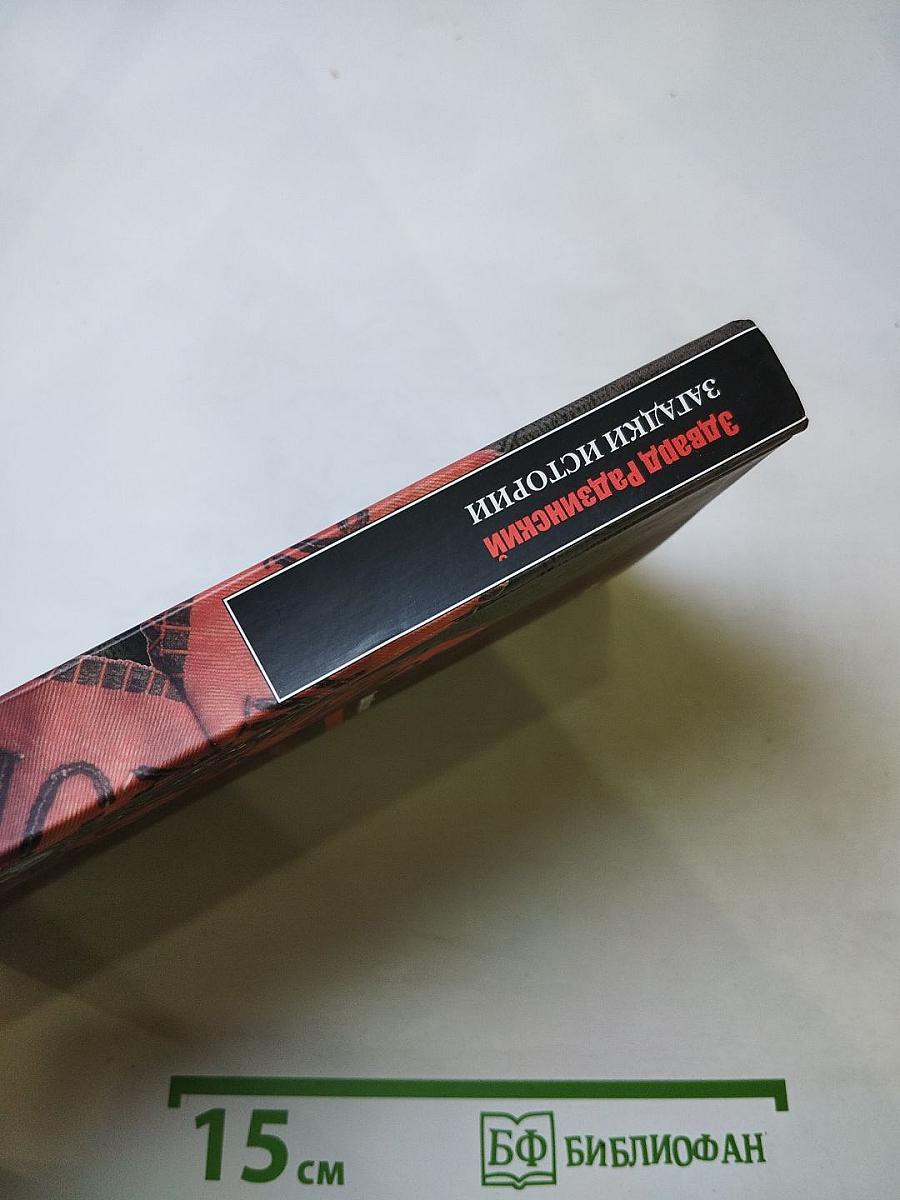 Эдвард Радзинский
ЗАГАДКИ ИСТОРИИ
15 см
БФ БИБЛИОФАН